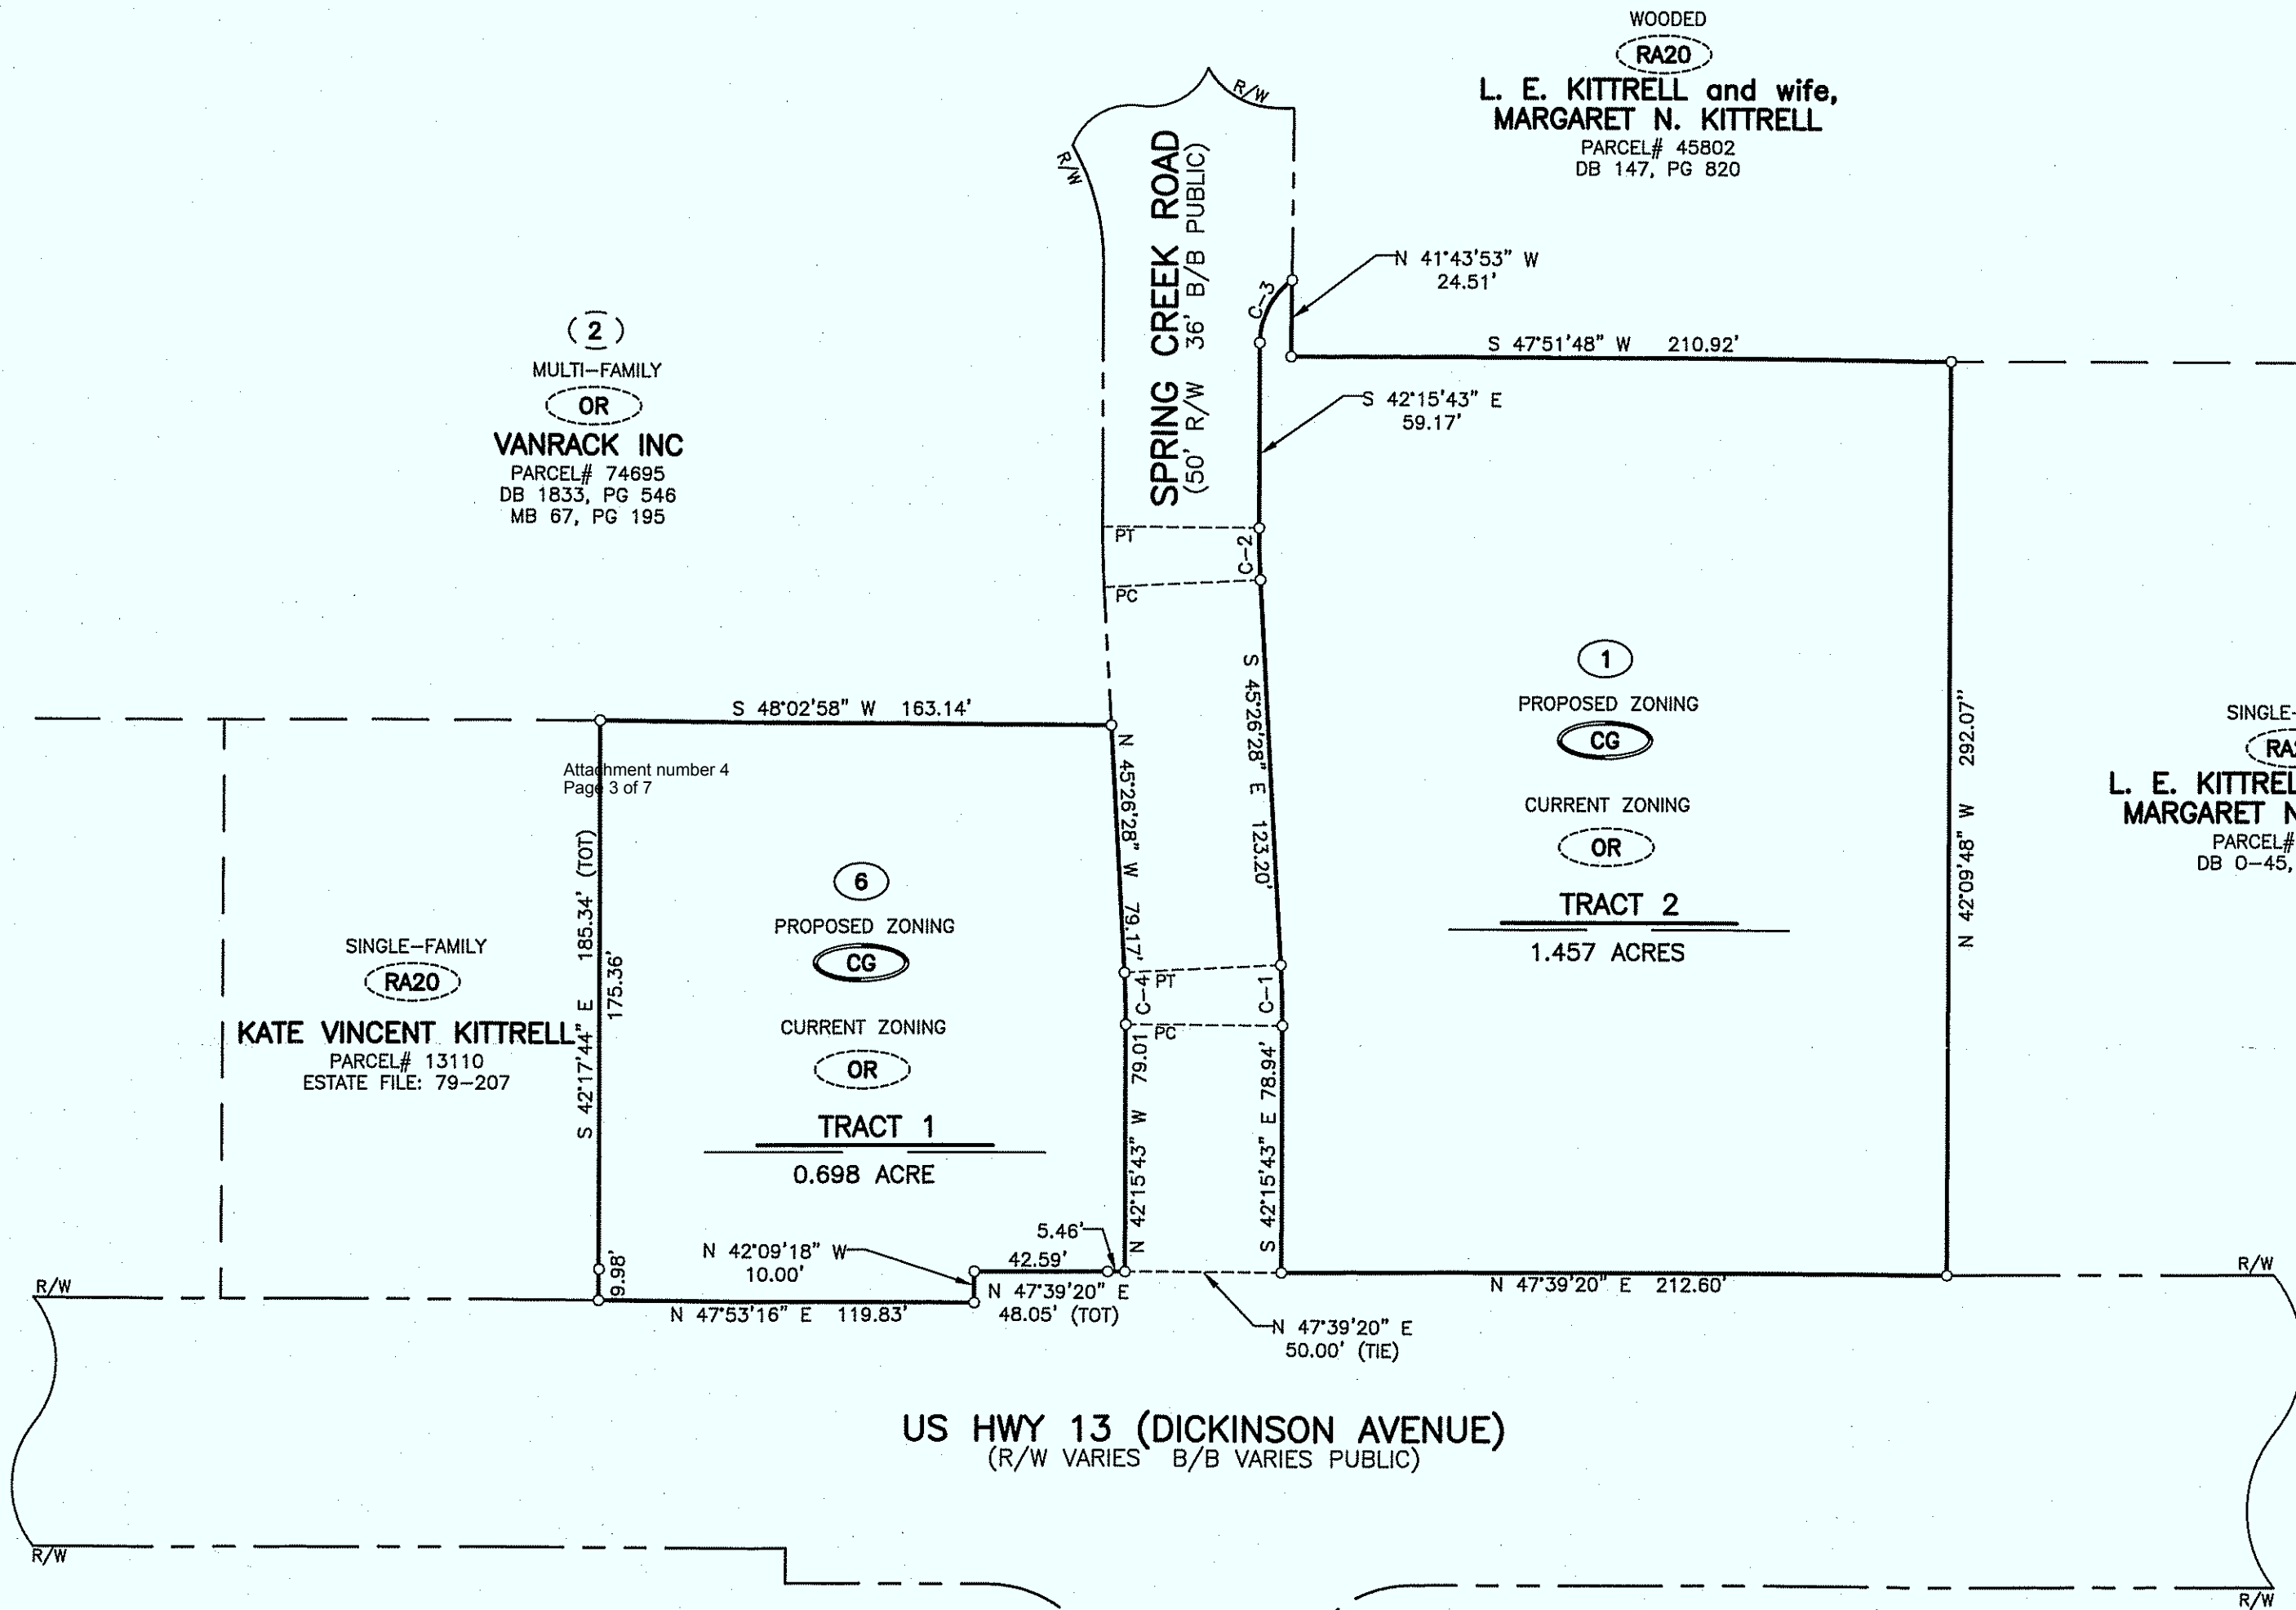 WOODED
RA20
L. E. KITTRELL and wife,
MARGARET N. KITTRELL
PARCEL# 45802
DB 147, PG 820
R/W
R/W
SPRING CREEK ROAD
(50' R/W 36' B/B PUBLIC)
N 41°43'53" W
24.51'
C-3
S 47°51'48" W 210.92'
S 42°15'43" E
59.17'
2
MULTI-FAMILY
OR
VANRACK INC
PARCEL# 74695
DB 1833, PG 546
MB 67, PG 195
PT
C-2
PC
S 45°26'28" E 123.20'
1
PROPOSED ZONING
CG
CURRENT ZONING
OR
TRACT 2
1.457 ACRES
N 42°09'48" W 292.07"
SINGLE-
L. E. KITTREL
MARGARET N
PARCEL#
DB O-45,
S 48°02'58" W 163.14'
N 45°26'28" W 79.17'
Attachment number 4
Page 3 of 7
S 42°17'44" E 185.34' (TOT)
175.36'
6
PROPOSED ZONING
CG
CURRENT ZONING
OR
TRACT 1
0.698 ACRE
SINGLE-FAMILY
RA20
KATE VINCENT KITTRELL
PARCEL# 13110
ESTATE FILE: 79-207
C-4
PT
C-1
PC
N 42°15'43" W 79.01
S 42°15'43" E 78.94'
5.46'
42.59'
N 42°09'18" W
10.00'
9.98'
N 47°39'20" E
48.05' (TOT)
N 47°53'16" E 119.83'
N 47°39'20" E
50.00' (TIE)
N 47°39'20" E 212.60'
R/W
R/W
US HWY 13 (DICKINSON AVENUE)
(R/W VARIES B/B VARIES PUBLIC)
R/W
R/W